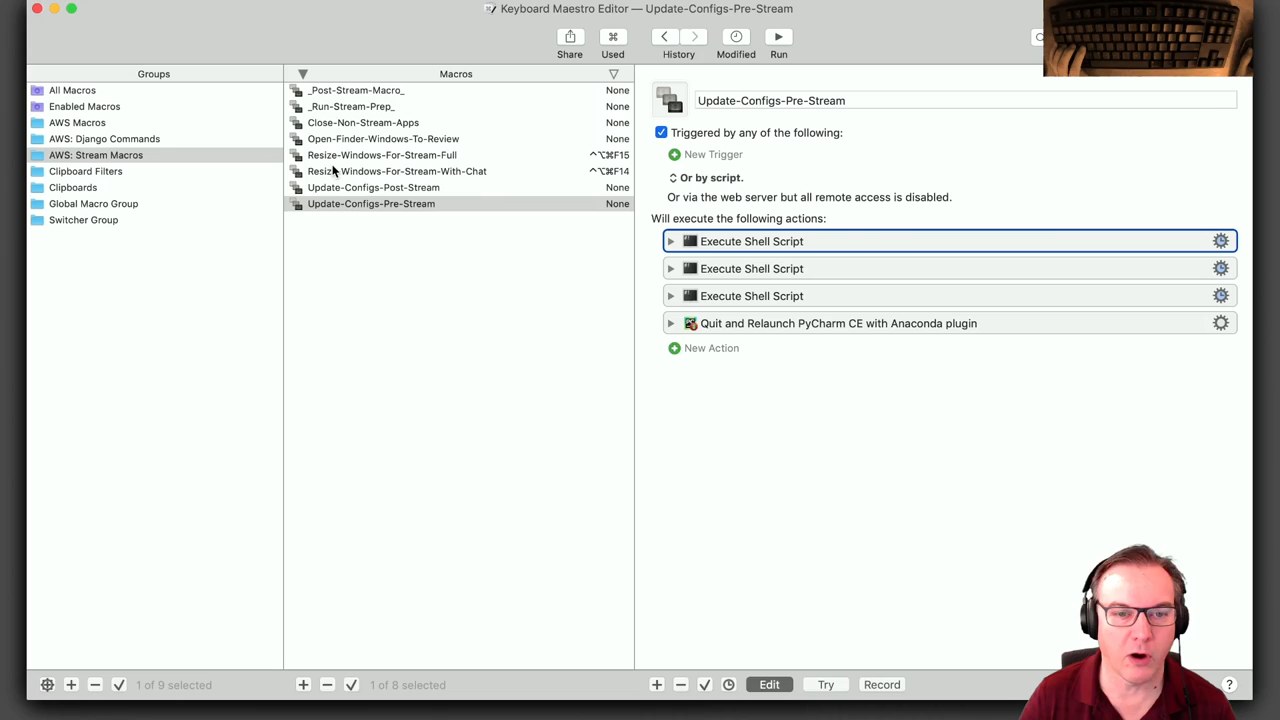 Keyboard Maestro Editor — Update-Configs-Pre-Stream
Share
Used
History
Modified
Run
Groups
Macros
All Macros
Enabled Macros
AWS Macros
AWS: Django Commands
AWS: Stream Macros
Clipboard Filters
Clipboards
Global Macro Group
Switcher Group
_Post-Stream-Macro_ None
_Run-Stream-Prep_ None
Close-Non-Stream-Apps None
Open-Finder-Windows-To-Review None
Resize-Windows-For-Stream-Full ^⌥⌘F15
Resize-Windows-For-Stream-With-Chat ^⌥⌘F14
Update-Configs-Post-Stream None
Update-Configs-Pre-Stream None
Update-Configs-Pre-Stream
Triggered by any of the following:
New Trigger
Or by script.
Or via the web server but all remote access is disabled.
Will execute the following actions:
Execute Shell Script
Execute Shell Script
Execute Shell Script
Quit and Relaunch PyCharm CE with Anaconda plugin
New Action
1 of 9 selected
1 of 8 selected
Edit
Try
Record
?